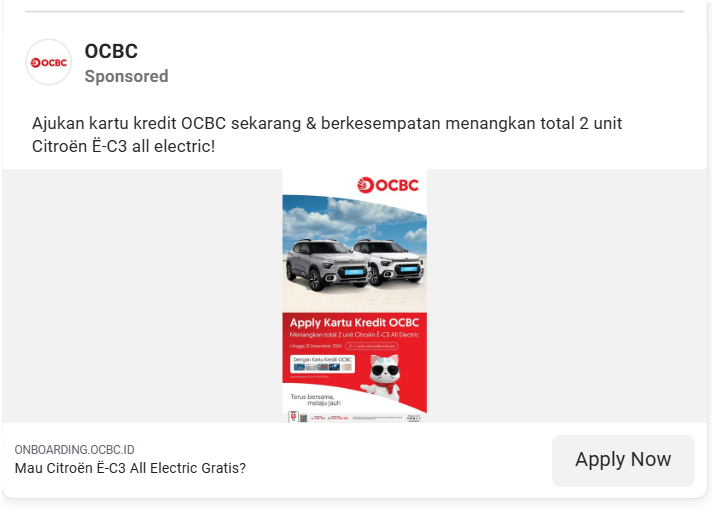 OCBC
OCBC
Sponsored
Ajukan kartu kredit OCBC sekarang & berkesempatan menangkan total 2 unit
Citroën Ë-C3 all electric!
OCBC
Apply Kartu Kredit OCBC
Menangkan total 2 unit Citroën Ë-C3 All Electric
Hingga 31 Desember 2024
Dengan Kartu Kredit OCBC
Terus bersama,
melaju jauh
ONBOARDING.OCBC.ID
Mau Citroën Ë-C3 All Electric Gratis?
Apply Now